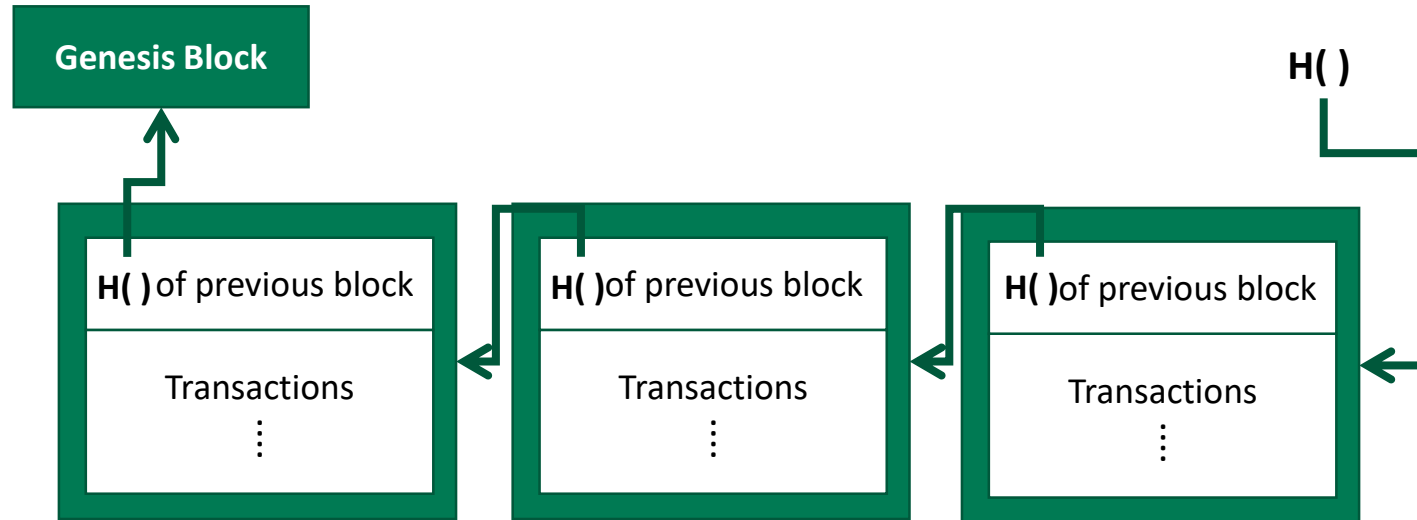 Genesis Block
H( )
H( ) of previous block
Transactions
⋮
H( )of previous block
Transactions
⋮
H( )of previous block
Transactions
⋮